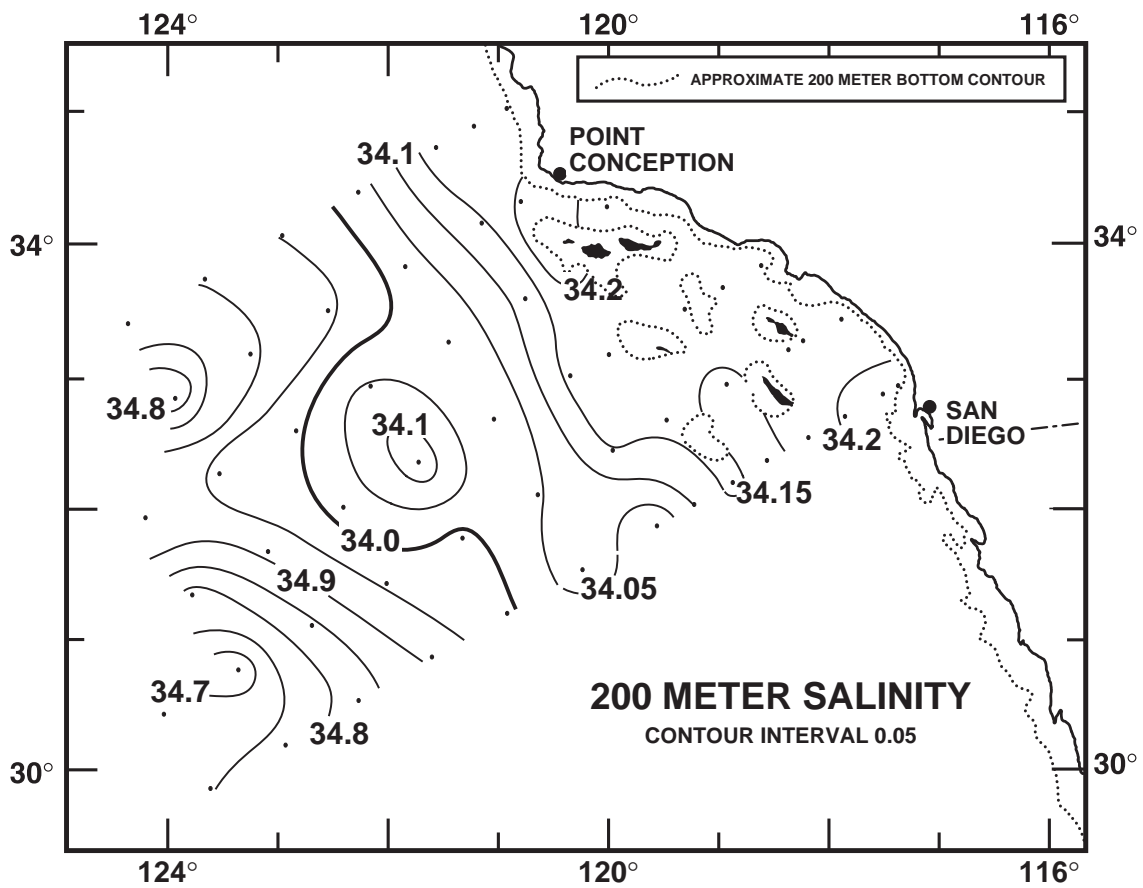 124° 120° 116°
APPROXIMATE 200 METER BOTTOM CONTOUR
POINT
CONCEPTION
34.1
34° 34°
34.2
34.8
34.1
SAN
DIEGO
34.2
34.15
34.0
34.9
34.05
34.7
200 METER SALINITY
34.8
CONTOUR INTERVAL 0.05
30° 30°
124° 120° 116°